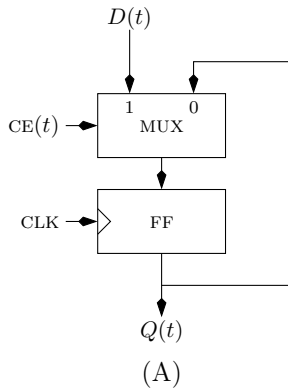 D(t)
1 0
CE(t) MUX
CLK FF
Q(t)
(A)